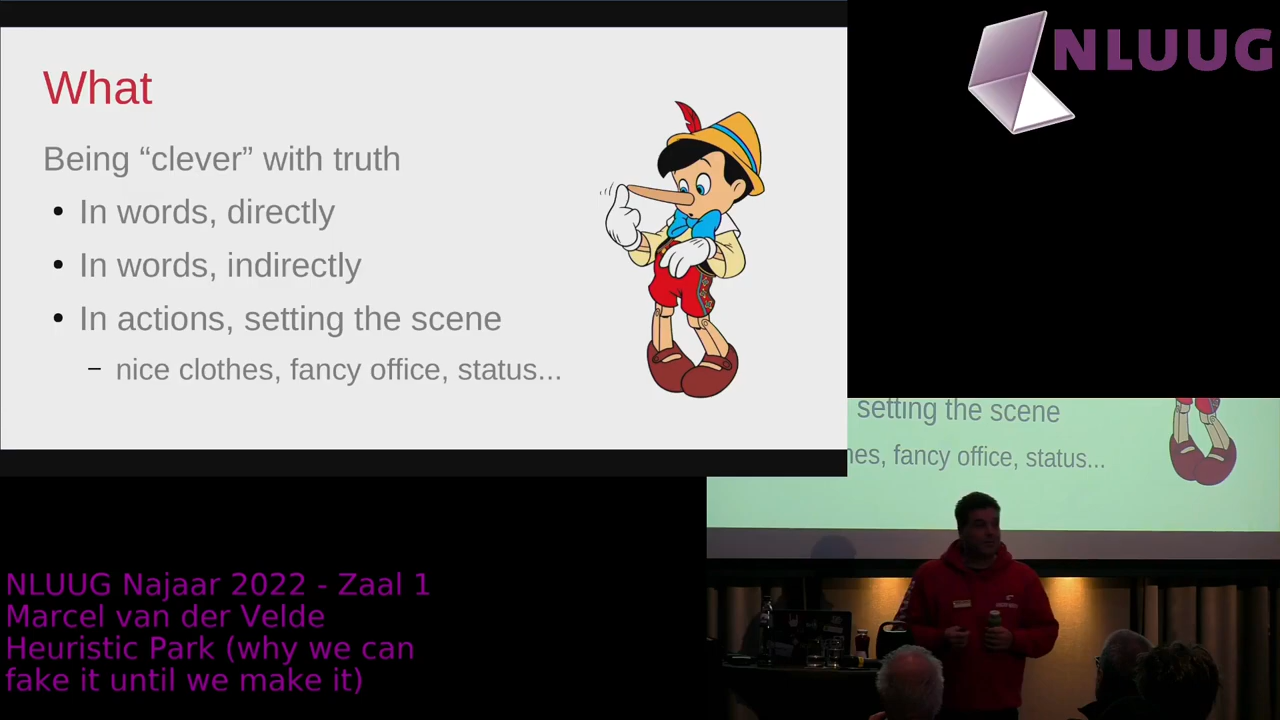 What
Being “clever” with truth
In words, directly
In words, indirectly
In actions, setting the scene
nice clothes, fancy office, status...
NLUUG
setting the scene
hes, fancy office, status...
NLUUG Najaar 2022 - Zaal 1
Marcel van der Velde
Heuristic Park (why we can
fake it until we make it)